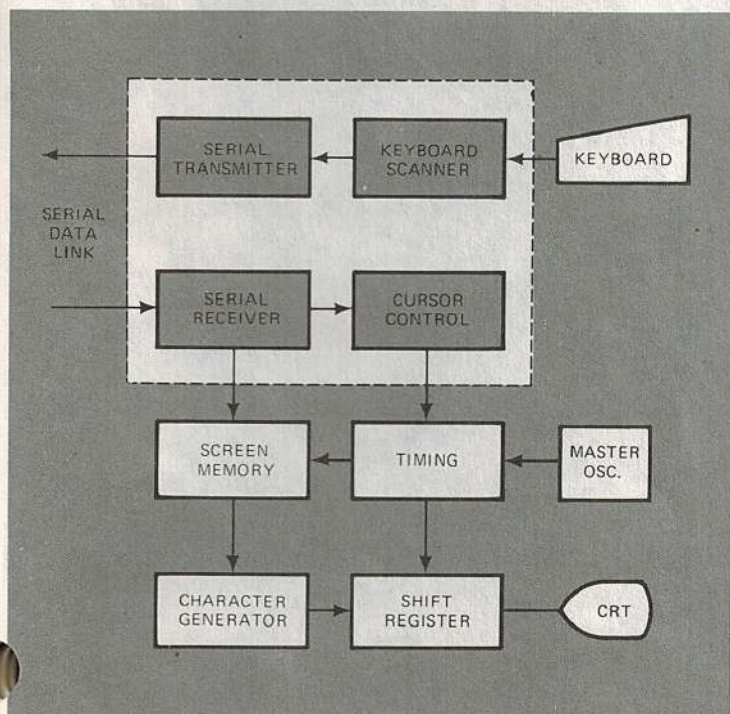 SERIAL
TRANSMITTER
KEYBOARD
SCANNER
KEYBOARD
SERIAL
DATA
LINK
SERIAL
RECEIVER
CURSOR
CONTROL
SCREEN
MEMORY
TIMING
MASTER
OSC.
CHARACTER
GENERATOR
SHIFT
REGISTER
CRT